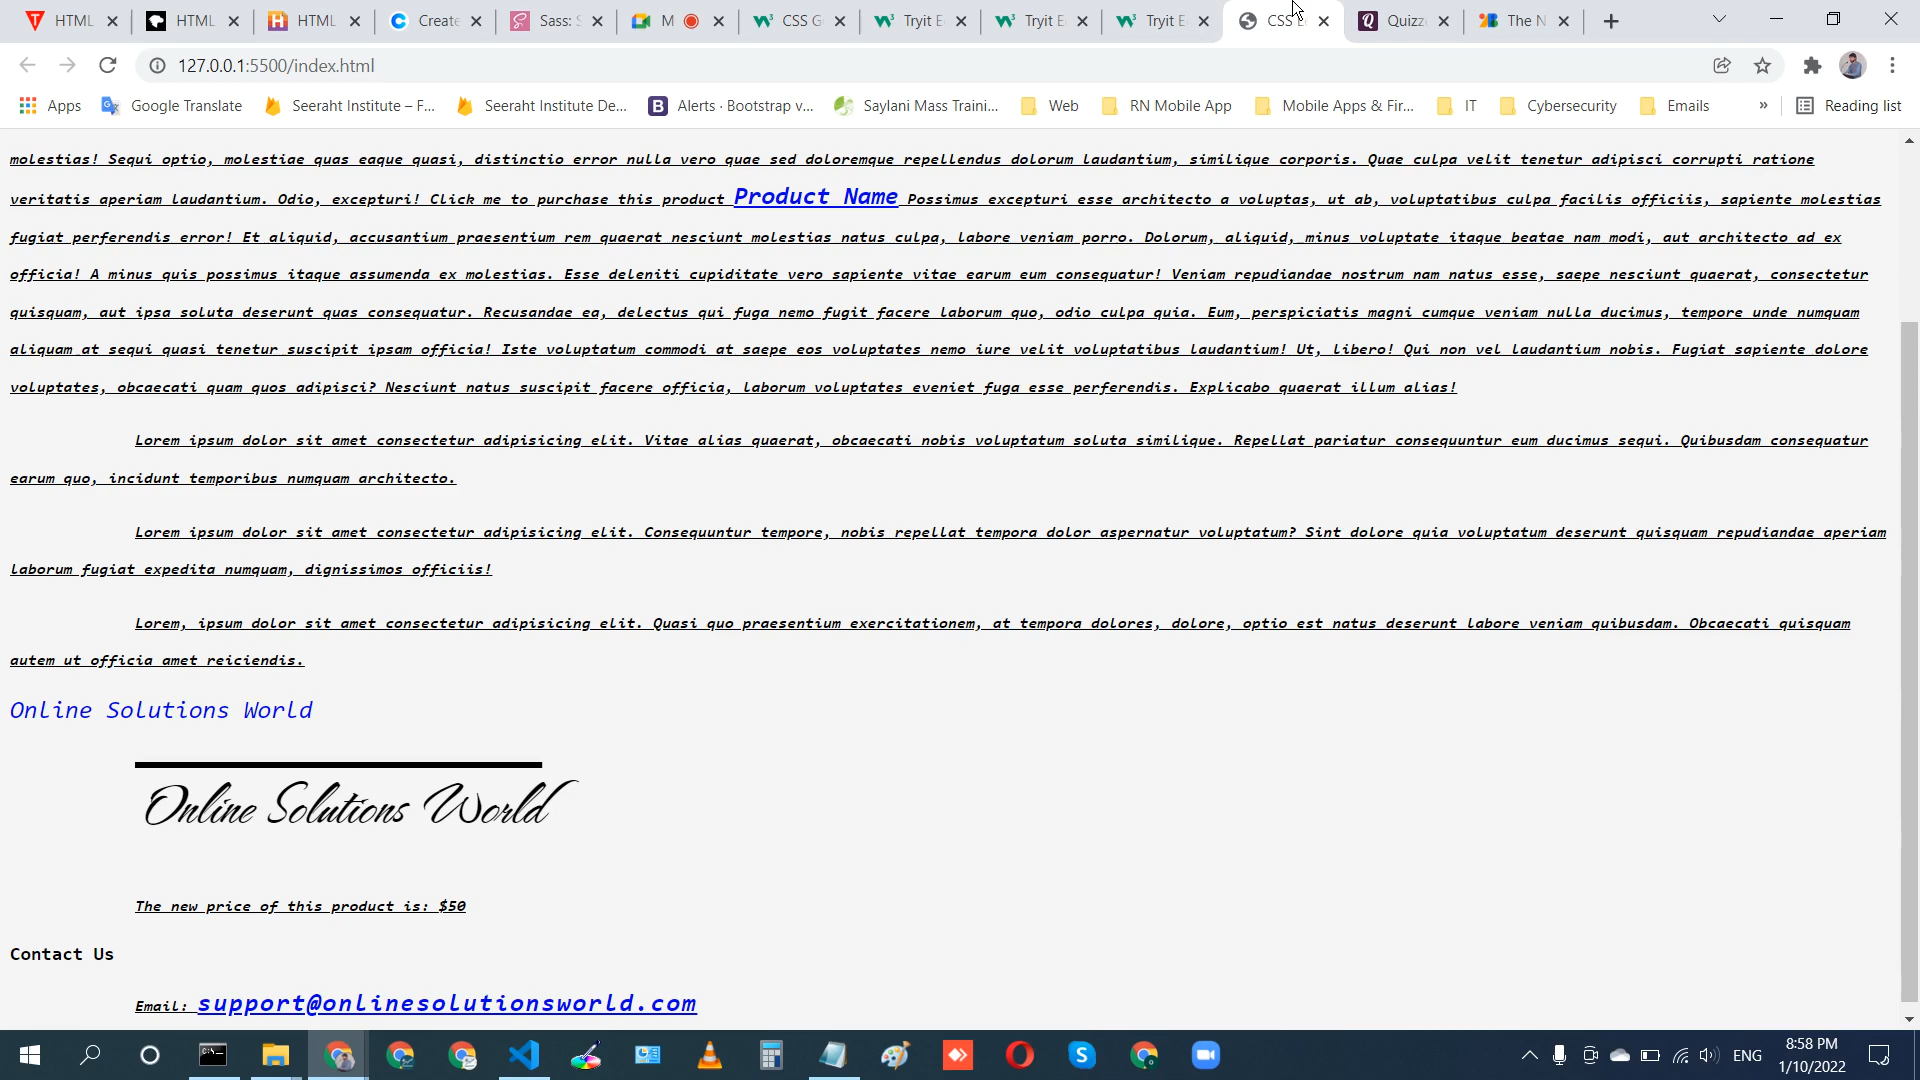 HTML
HTML
HTML
Create
Sass: S
M
CSS G
Tryit E
Tryit E
Tryit E
CSS
Quizz
The N
127.0.0.1:5500/index.html
Apps
Google Translate
Seeraht Institute – F...
Seeraht Institute De...
Alerts · Bootstrap v...
Saylani Mass Traini...
Web
RN Mobile App
Mobile Apps & Fir...
IT
Cybersecurity
Emails
»
Reading list
molestias! Sequi optio, molestiae quas eaque quasi, distinctio error nulla vero quae sed doloremque repellendus dolorum laudantium, similique corporis. Quae culpa velit tenetur adipisci corrupti ratione
veritatis aperiam laudantium. Odio, excepturi! Click me to purchase this product Product Name Possimus excepturi esse architecto a voluptas, ut ab, voluptatibus culpa facilis officiis, sapiente molestias
fugiat perferendis error! Et aliquid, accusantium praesentium rem quaerat nesciunt molestias natus culpa, labore veniam porro. Dolorum, aliquid, minus voluptate itaque beatae nam modi, aut architecto ad ex
officia! A minus quis possimus itaque assumenda ex molestias. Esse deleniti cupiditate vero sapiente vitae earum eum consequatur! Veniam repudiandae nostrum nam natus esse, saepe nesciunt quaerat, consectetur
quisquam, aut ipsa soluta deserunt quas consequatur. Recusandae ea, delectus qui fuga nemo fugit facere laborum quo, odio culpa quia. Eum, perspiciatis magni cumque veniam nulla ducimus, tempore unde numquam
aliquam at sequi quasi tenetur suscipit ipsam officia! Iste voluptatum commodi at saepe eos voluptates nemo iure velit voluptatibus laudantium! Ut, libero! Qui non vel laudantium nobis. Fugiat sapiente dolore
voluptates, obcaecati quam quos adipisci? Nesciunt natus suscipit facere officia, laborum voluptates eveniet fuga esse perferendis. Explicabo quaerat illum alias!
Lorem ipsum dolor sit amet consectetur adipisicing elit. Vitae alias quaerat, obcaecati nobis voluptatum soluta similique. Repellat pariatur consequuntur eum ducimus sequi. Quibusdam consequatur
earum quo, incidunt temporibus numquam architecto.
Lorem ipsum dolor sit amet consectetur adipisicing elit. Consequuntur tempore, nobis repellat tempora dolor aspernatur voluptatum? Sint dolore quia voluptatum deserunt quisquam repudiandae aperiam
laborum fugiat expedita numquam, dignissimos officiis!
Lorem, ipsum dolor sit amet consectetur adipisicing elit. Quasi quo praesentium exercitationem, at tempora dolores, dolore, optio est natus deserunt labore veniam quibusdam. Obcaecati quisquam
autem ut officia amet reiciendis.
Online Solutions World
Online Solutions World
The new price of this product is: $50
Contact Us
Email: support@onlinesolutionsworld.com
ENG
8:58 PM
1/10/2022